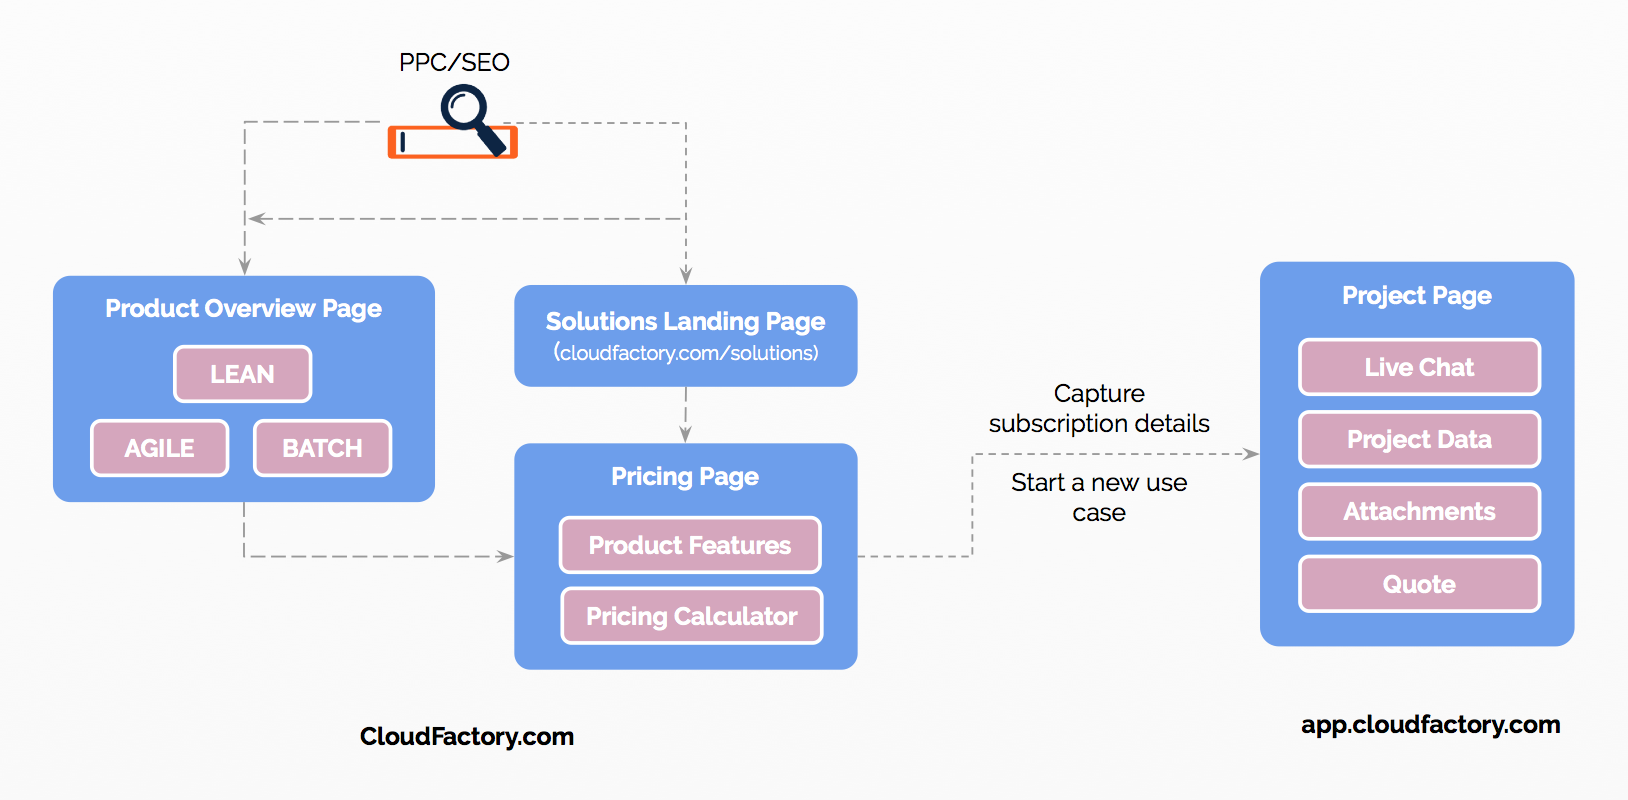 PPC/SEO
Product Overview Page
LEAN
AGILE
BATCH
Solutions Landing Page
(cloudfactory.com/solutions)
Pricing Page
Product Features
Pricing Calculator
Capture
subscription details
Start a new use
case
Project Page
Live Chat
Project Data
Attachments
Quote
CloudFactory.com
app.cloudfactory.com